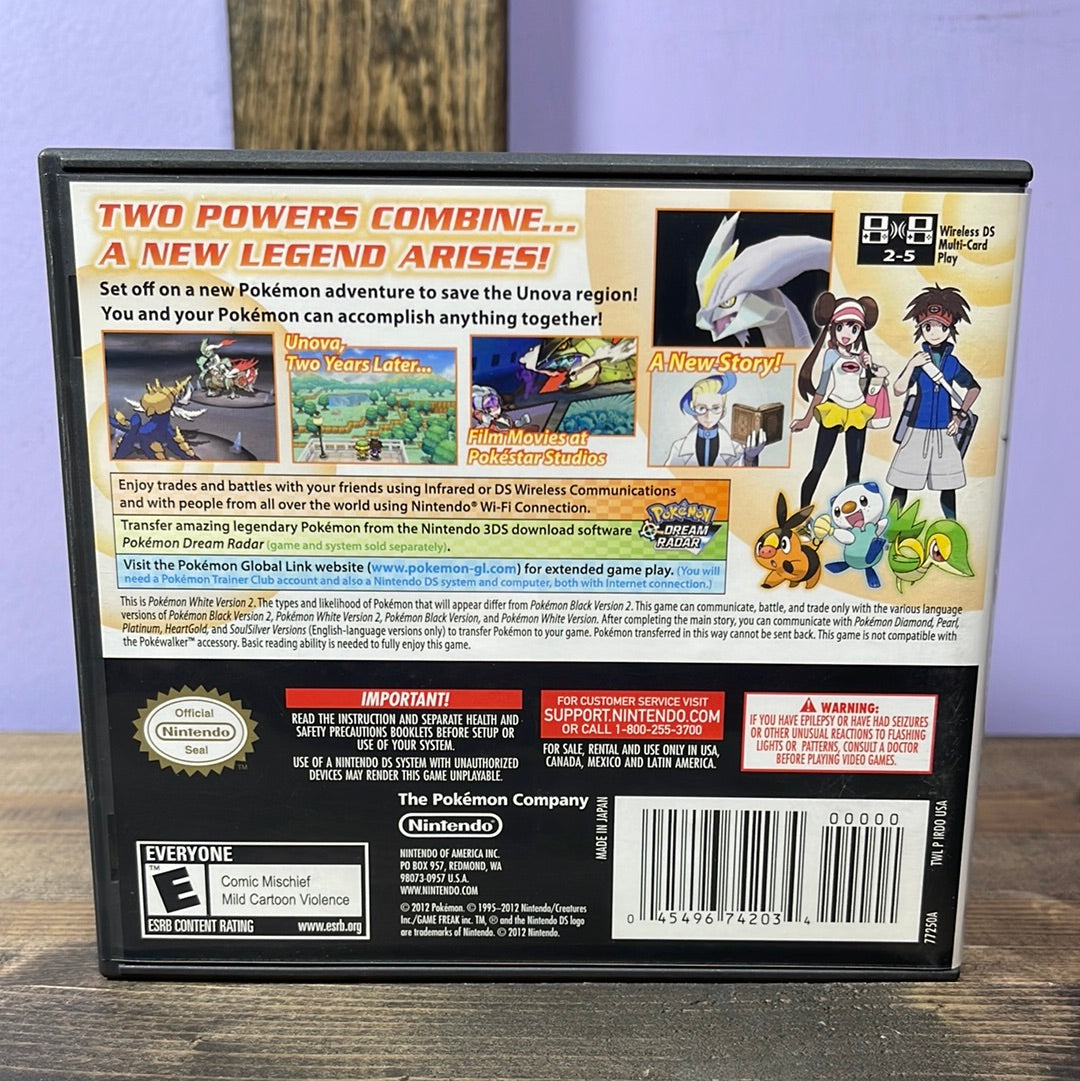 TWO POWERS COMBINE...
A NEW LEGEND ARISES!
Set off on a new Pokémon adventure to save the Unova region!
You and your Pokémon can accomplish anything together!
2-5
Wireless DS
Multi-Card
Play
Unova,
Two Years Later...
Film Movies at
Pokéstar Studios
A New Story!
Enjoy trades and battles with your friends using Infrared or DS Wireless Communications
and with people from all over the world using Nintendo® Wi-Fi Connection.
Transfer amazing legendary Pokémon from the Nintendo 3DS download software
Pokémon Dream Radar (game and system sold separately).
POKéMON
DREAM
RADAR
Visit the Pokémon Global Link website (www.pokemon-gl.com) for extended game play. (You will
need a Pokémon Trainer Club account and also a Nintendo DS system and computer, both with Internet connection.)
This is Pokémon White Version 2. The types and likelihood of Pokémon that will appear differ from Pokémon Black Version 2. This game can communicate, battle, and trade only with the various language
versions of Pokémon Black Version 2, Pokémon White Version 2, Pokémon Black Version, and Pokémon White Version. After completing the main story, you can communicate with Pokémon Diamond, Pearl,
Platinum, HeartGold, and SoulSilver Versions (English-language versions only) to transfer Pokémon to your game. Pokémon transferred in this way cannot be sent back. This game is not compatible with
the Pokéwalker™ accessory. Basic reading ability is needed to fully enjoy this game.
Official
Nintendo
Seal
TM
IMPORTANT!
READ THE INSTRUCTION AND SEPARATE HEALTH AND
SAFETY PRECAUTIONS BOOKLETS BEFORE SETUP OR
USE OF YOUR SYSTEM.
USE OF A NINTENDO DS SYSTEM WITH UNAUTHORIZED
DEVICES MAY RENDER THIS GAME UNPLAYABLE.
FOR CUSTOMER SERVICE VISIT
SUPPORT.NINTENDO.COM
OR CALL 1-800-255-3700
FOR SALE, RENTAL AND USE ONLY IN USA,
CANADA, MEXICO AND LATIN AMERICA.
WARNING:
IF YOU HAVE EPILEPSY OR HAVE HAD SEIZURES
OR OTHER UNUSUAL REACTIONS TO FLASHING
LIGHTS OR PATTERNS, CONSULT A DOCTOR
BEFORE PLAYING VIDEO GAMES.
EVERYONE
TM
E
Comic Mischief
Mild Cartoon Violence
ESRB CONTENT RATING www.esrb.org
The Pokémon Company
Nintendo®
NINTENDO OF AMERICA INC.
PO BOX 957, REDMOND, WA
98073-0957 U.S.A.
WWW.NINTENDO.COM
© 2012 Pokémon. © 1995–2012 Nintendo/Creatures
Inc./GAME FREAK inc. TM, ® and the Nintendo DS logo
are trademarks of Nintendo. © 2012 Nintendo.
MADE IN JAPAN
00000
0 45496 74203 4
TWL P IRDO USA
77250A